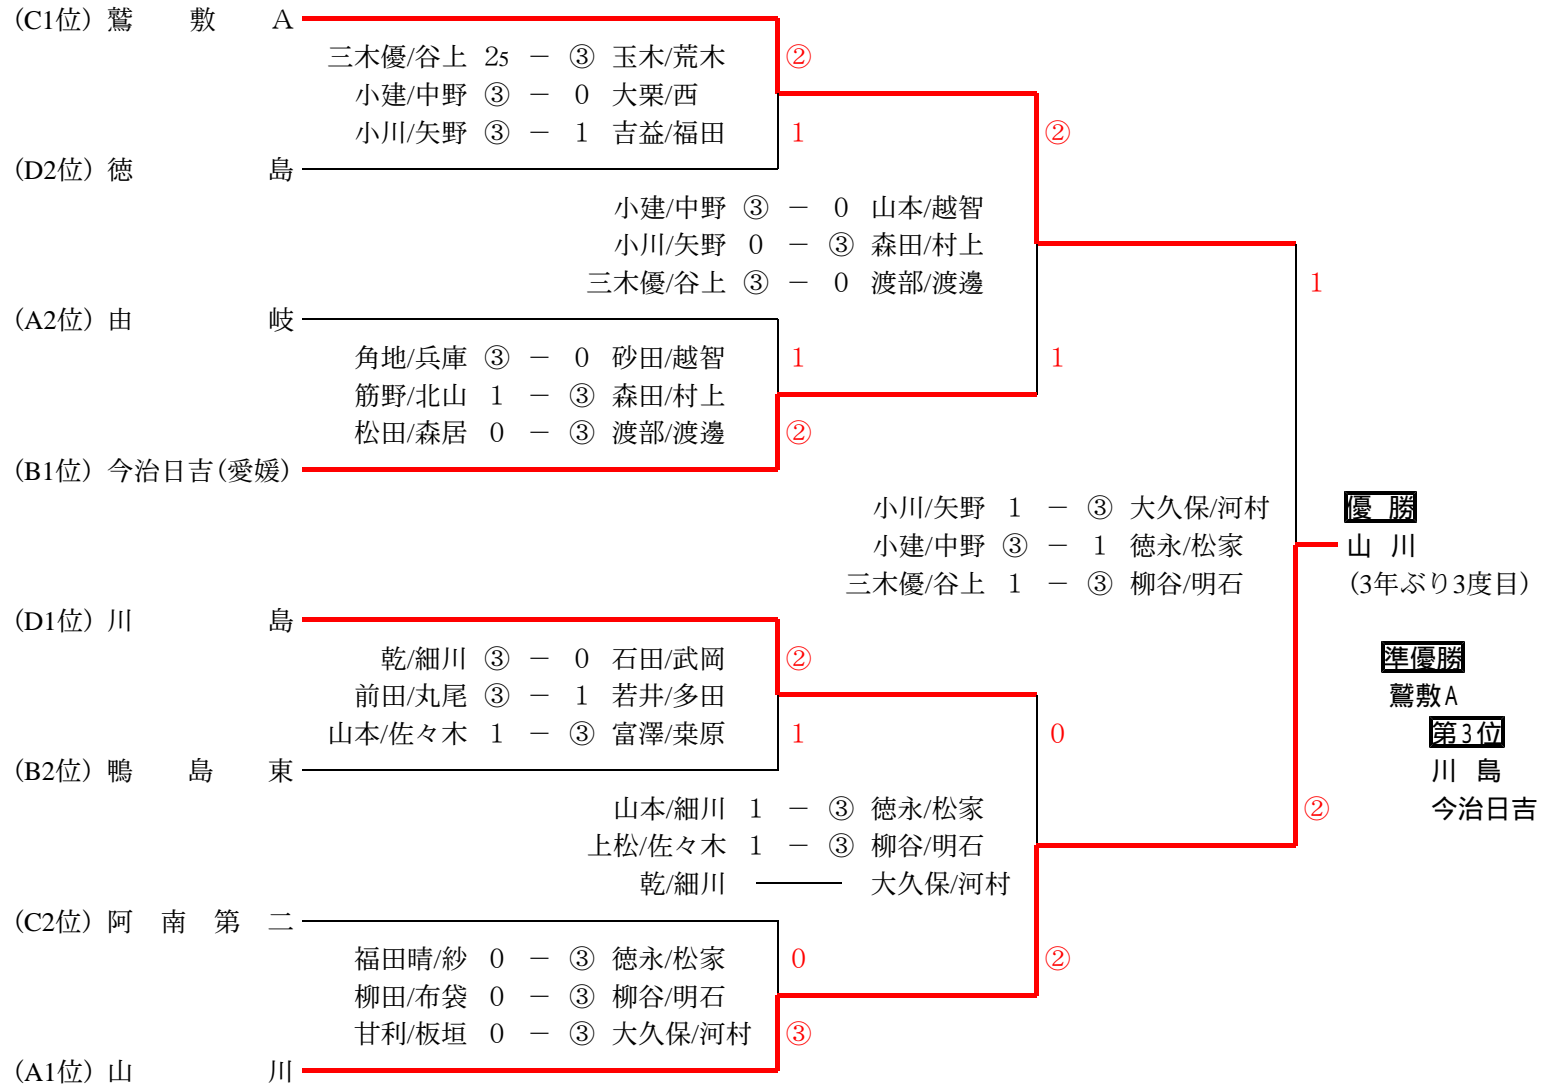 (C1位) 鷲敷A
三木優/谷上 25 － ③ 玉木/荒木 ②
小建/中野 ③ － 0 大栗/西
小川/矢野 ③ － 1 吉益/福田 1 ②
(D2位) 徳島
小建/中野 ③ － 0 山本/越智
小川/矢野 0 － ③ 森田/村上
三木優/谷上 ③ － 0 渡部/渡邊 1
(A2位) 由岐
角地/兵庫 ③ － 0 砂田/越智 1 1
筋野/北山 1 － ③ 森田/村上
松田/森居 0 － ③ 渡部/渡邊 ②
(B1位) 今治日吉(愛媛)
小川/矢野 1 － ③ 大久保/河村 優勝
小建/中野 ③ － 1 徳永/松家 山川
三木優/谷上 1 － ③ 柳谷/明石 (3年ぶり3度目)
(D1位) 川島
乾/細川 ③ － 0 石田/武岡 ② 準優勝
前田/丸尾 ③ － 1 若井/多田 鷲敷A
山本/佐々木 1 － ③ 富澤/桒原 1 0 第3位
(B2位) 鴨島東 川島
山本/細川 1 － ③ 徳永/松家 ② 今治日吉
上松/佐々木 1 － ③ 柳谷/明石
乾/細川 ―― 大久保/河村
(C2位) 阿南第二
福田晴/紗 0 － ③ 徳永/松家 0 ②
柳田/布袋 0 － ③ 柳谷/明石
甘利/板垣 0 － ③ 大久保/河村 ③
(A1位) 山川